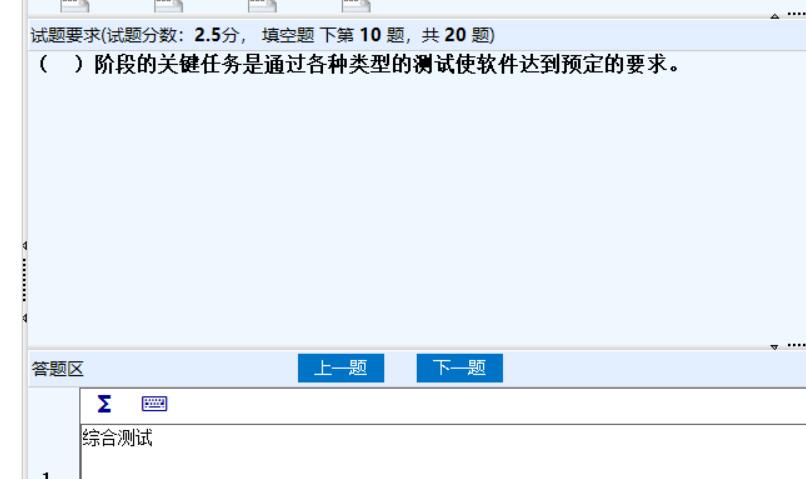 试题要求(试题分数：2.5分， 填空题 下第 10 题，共 20 题)
（ ）阶段的关键任务是通过各种类型的测试使软件达到预定的要求。
答题区
上一题 下一题
Σ
综合测试
1